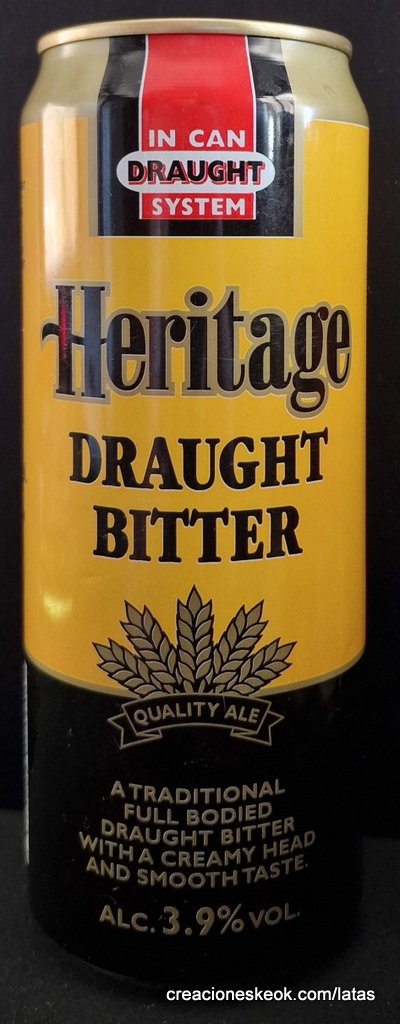 IN CAN
DRAUGHT
SYSTEM
Heritage
DRAUGHT
BITTER
QUALITY ALE
A TRADITIONAL
FULL BODIED
DRAUGHT BITTER
WITH A CREAMY HEAD
AND SMOOTH TASTE.
ALC. 3.9% VOL.
creacioneskeok.com/latas